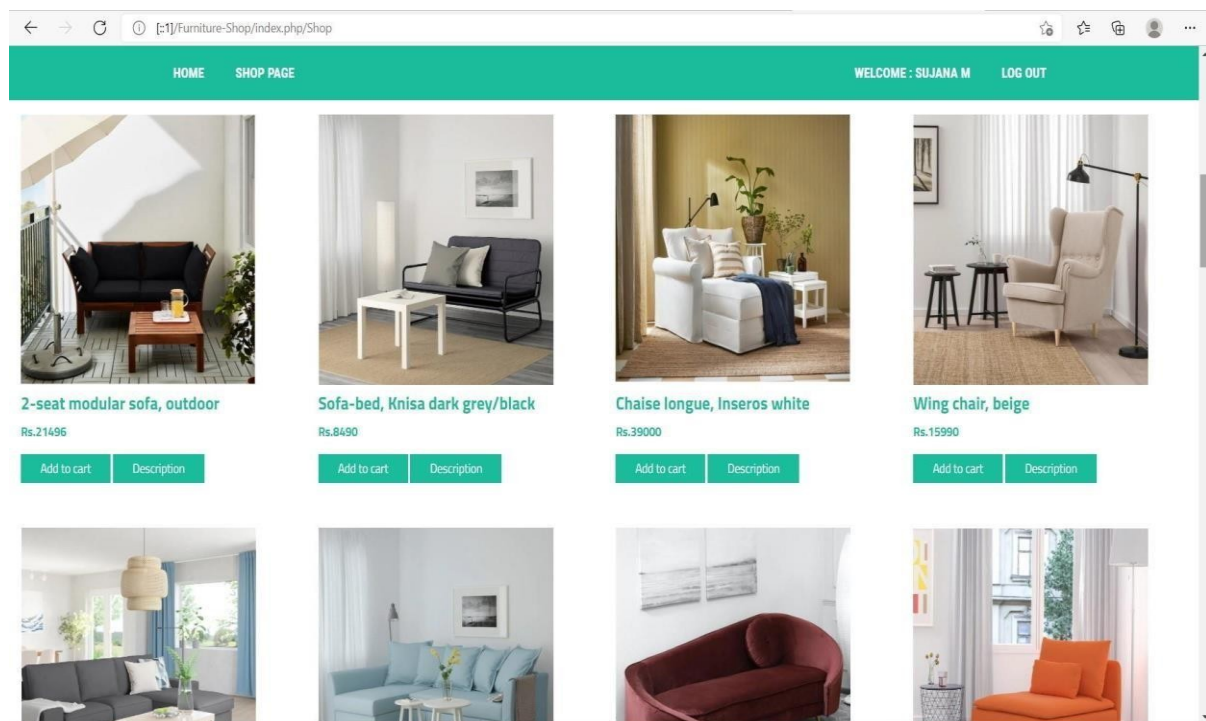 [::1]/Furniture-Shop/index.php/Shop
HOME SHOP PAGE WELCOME : SUJANA M LOG OUT
2-seat modular sofa, outdoor
Rs.21496
Add to cart Description
Sofa-bed, Knisa dark grey/black
Rs.8490
Add to cart Description
Chaise longue, Inseros white
Rs.39000
Add to cart Description
Wing chair, beige
Rs.15990
Add to cart Description